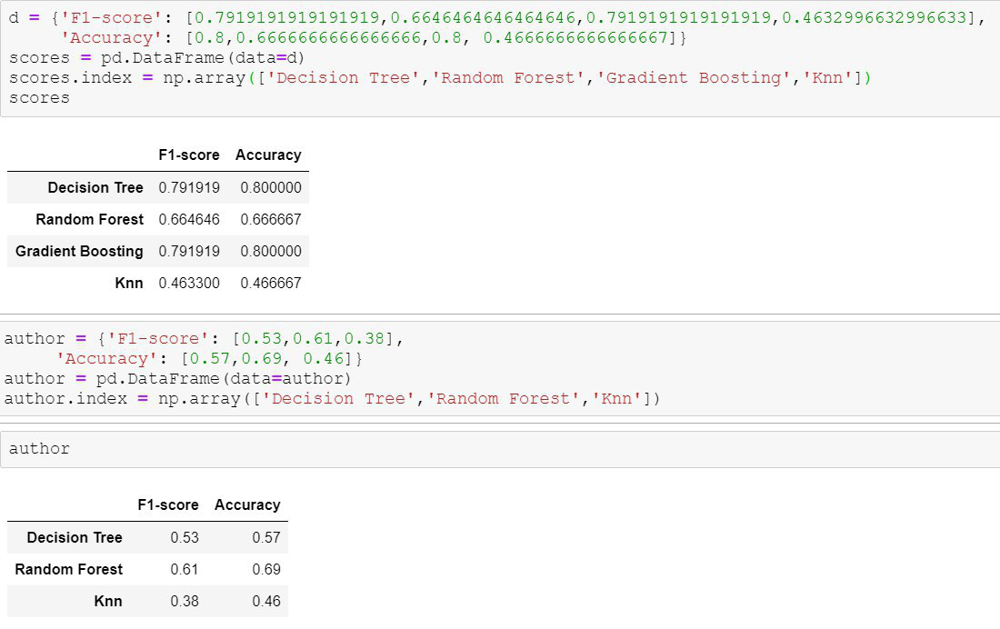 d = {'F1-score': [0.7919191919191919,0.6646464646464646,0.7919191919191919,0.4632996632996633],
'Accuracy': [0.8,0.6666666666666666,0.8, 0.4666666666666667]}
scores = pd.DataFrame(data=d)
scores.index = np.array(['Decision Tree','Random Forest','Gradient Boosting','Knn'])
scores
F1-score Accuracy
Decision Tree 0.791919 0.800000
Random Forest 0.664646 0.666667
Gradient Boosting 0.791919 0.800000
Knn 0.463300 0.466667
author = {'F1-score': [0.53,0.61,0.38],
'Accuracy': [0.57,0.69, 0.46]}
author = pd.DataFrame(data=author)
author.index = np.array(['Decision Tree','Random Forest','Knn'])
author
F1-score Accuracy
Decision Tree 0.53 0.57
Random Forest 0.61 0.69
Knn 0.38 0.46